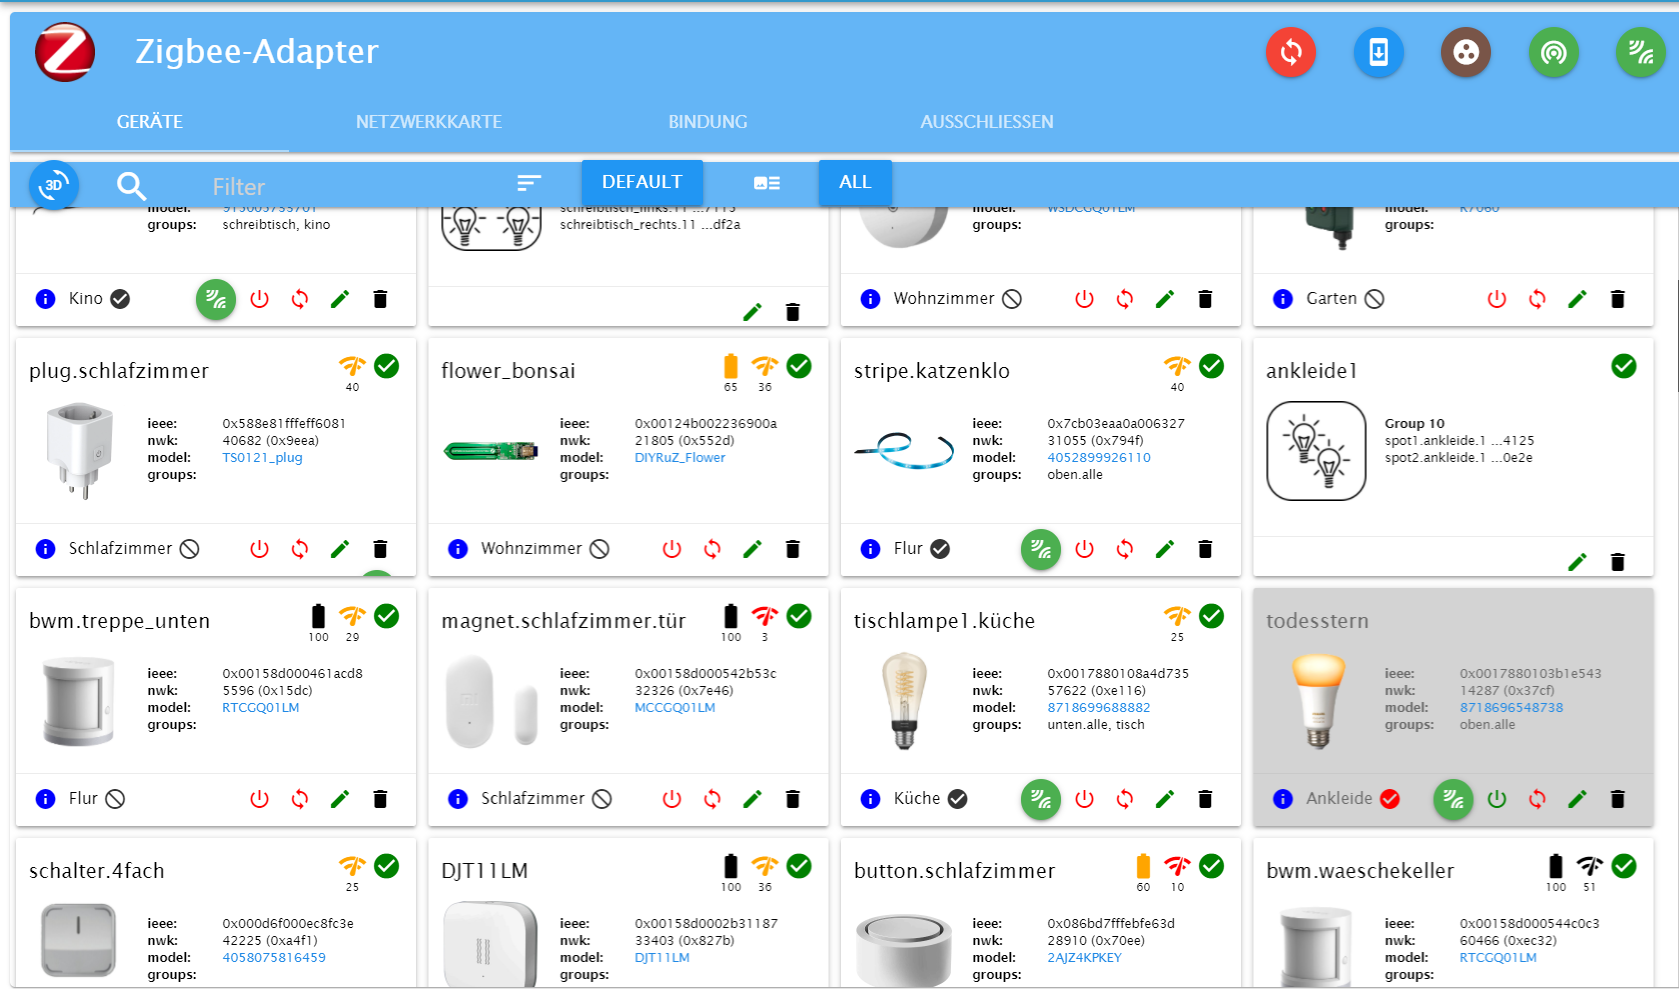 Zigbee-Adapter
GERÄTE NETZWERKKARTE BINDUNG AUSSCHLIESSEN
3D Filter DEFAULT ALL
groups: schreibtisch, kino
schreibtisch_rechts.11 ...df2a
model: WSDCGQ01LM
groups:
model: R7060
groups:
Kino
Wohnzimmer
Garten
plug.schlafzimmer
40
ieee: 0x588e81fffeff6081
nwk: 40682 (0x9eea)
model: TS0121_plug
groups:
Schlafzimmer
flower_bonsai
65 36
ieee: 0x00124b002236900a
nwk: 21805 (0x552d)
model: DIYRuZ_Flower
groups:
Wohnzimmer
stripe.katzenklo
40
ieee: 0x7cb03eaa0a006327
nwk: 31055 (0x794f)
model: 4052899926110
groups: oben.alle
Flur
ankleide1
Group 10
spot1.ankleide.1 ...4125
spot2.ankleide.1 ...0e2e
bwm.treppe_unten
100 29
ieee: 0x00158d000461acd8
nwk: 5596 (0x15dc)
model: RTCGQ01LM
groups:
Flur
magnet.schlafzimmer.tür
100 3
ieee: 0x00158d000542b53c
nwk: 32326 (0x7e46)
model: MCCGQ01LM
groups:
Schlafzimmer
tischlampe1.küche
25
ieee: 0x0017880108a4d735
nwk: 57622 (0xe116)
model: 8718699688882
groups: unten.alle, tisch
Küche
todesstern
ieee: 0x0017880103b1e543
nwk: 14287 (0x37cf)
model: 8718696548738
groups: oben.alle
Ankleide
schalter.4fach
25
ieee: 0x000d6f000ec8fc3e
nwk: 42225 (0xa4f1)
model: 4058075816459
groups:
DJT11LM
100 36
ieee: 0x00158d0002b31187
nwk: 33403 (0x827b)
model: DJT11LM
groups:
button.schlafzimmer
60 10
ieee: 0x086bd7fffebfe63d
nwk: 28910 (0x70ee)
model: 2AJZ4KPKEY
groups:
bwm.waeschekeller
100 51
ieee: 0x00158d000544c0c3
nwk: 60466 (0xec32)
model: RTCGQ01LM
groups: